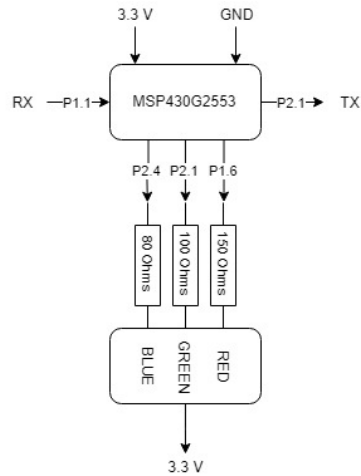 3.3 V GND
RX P1.1 MSP430G2553 P2.1 TX
P2.4 P2.1 P1.6
80 Ohms 100 Ohms 150 Ohms
BLUE GREEN RED
3.3 V